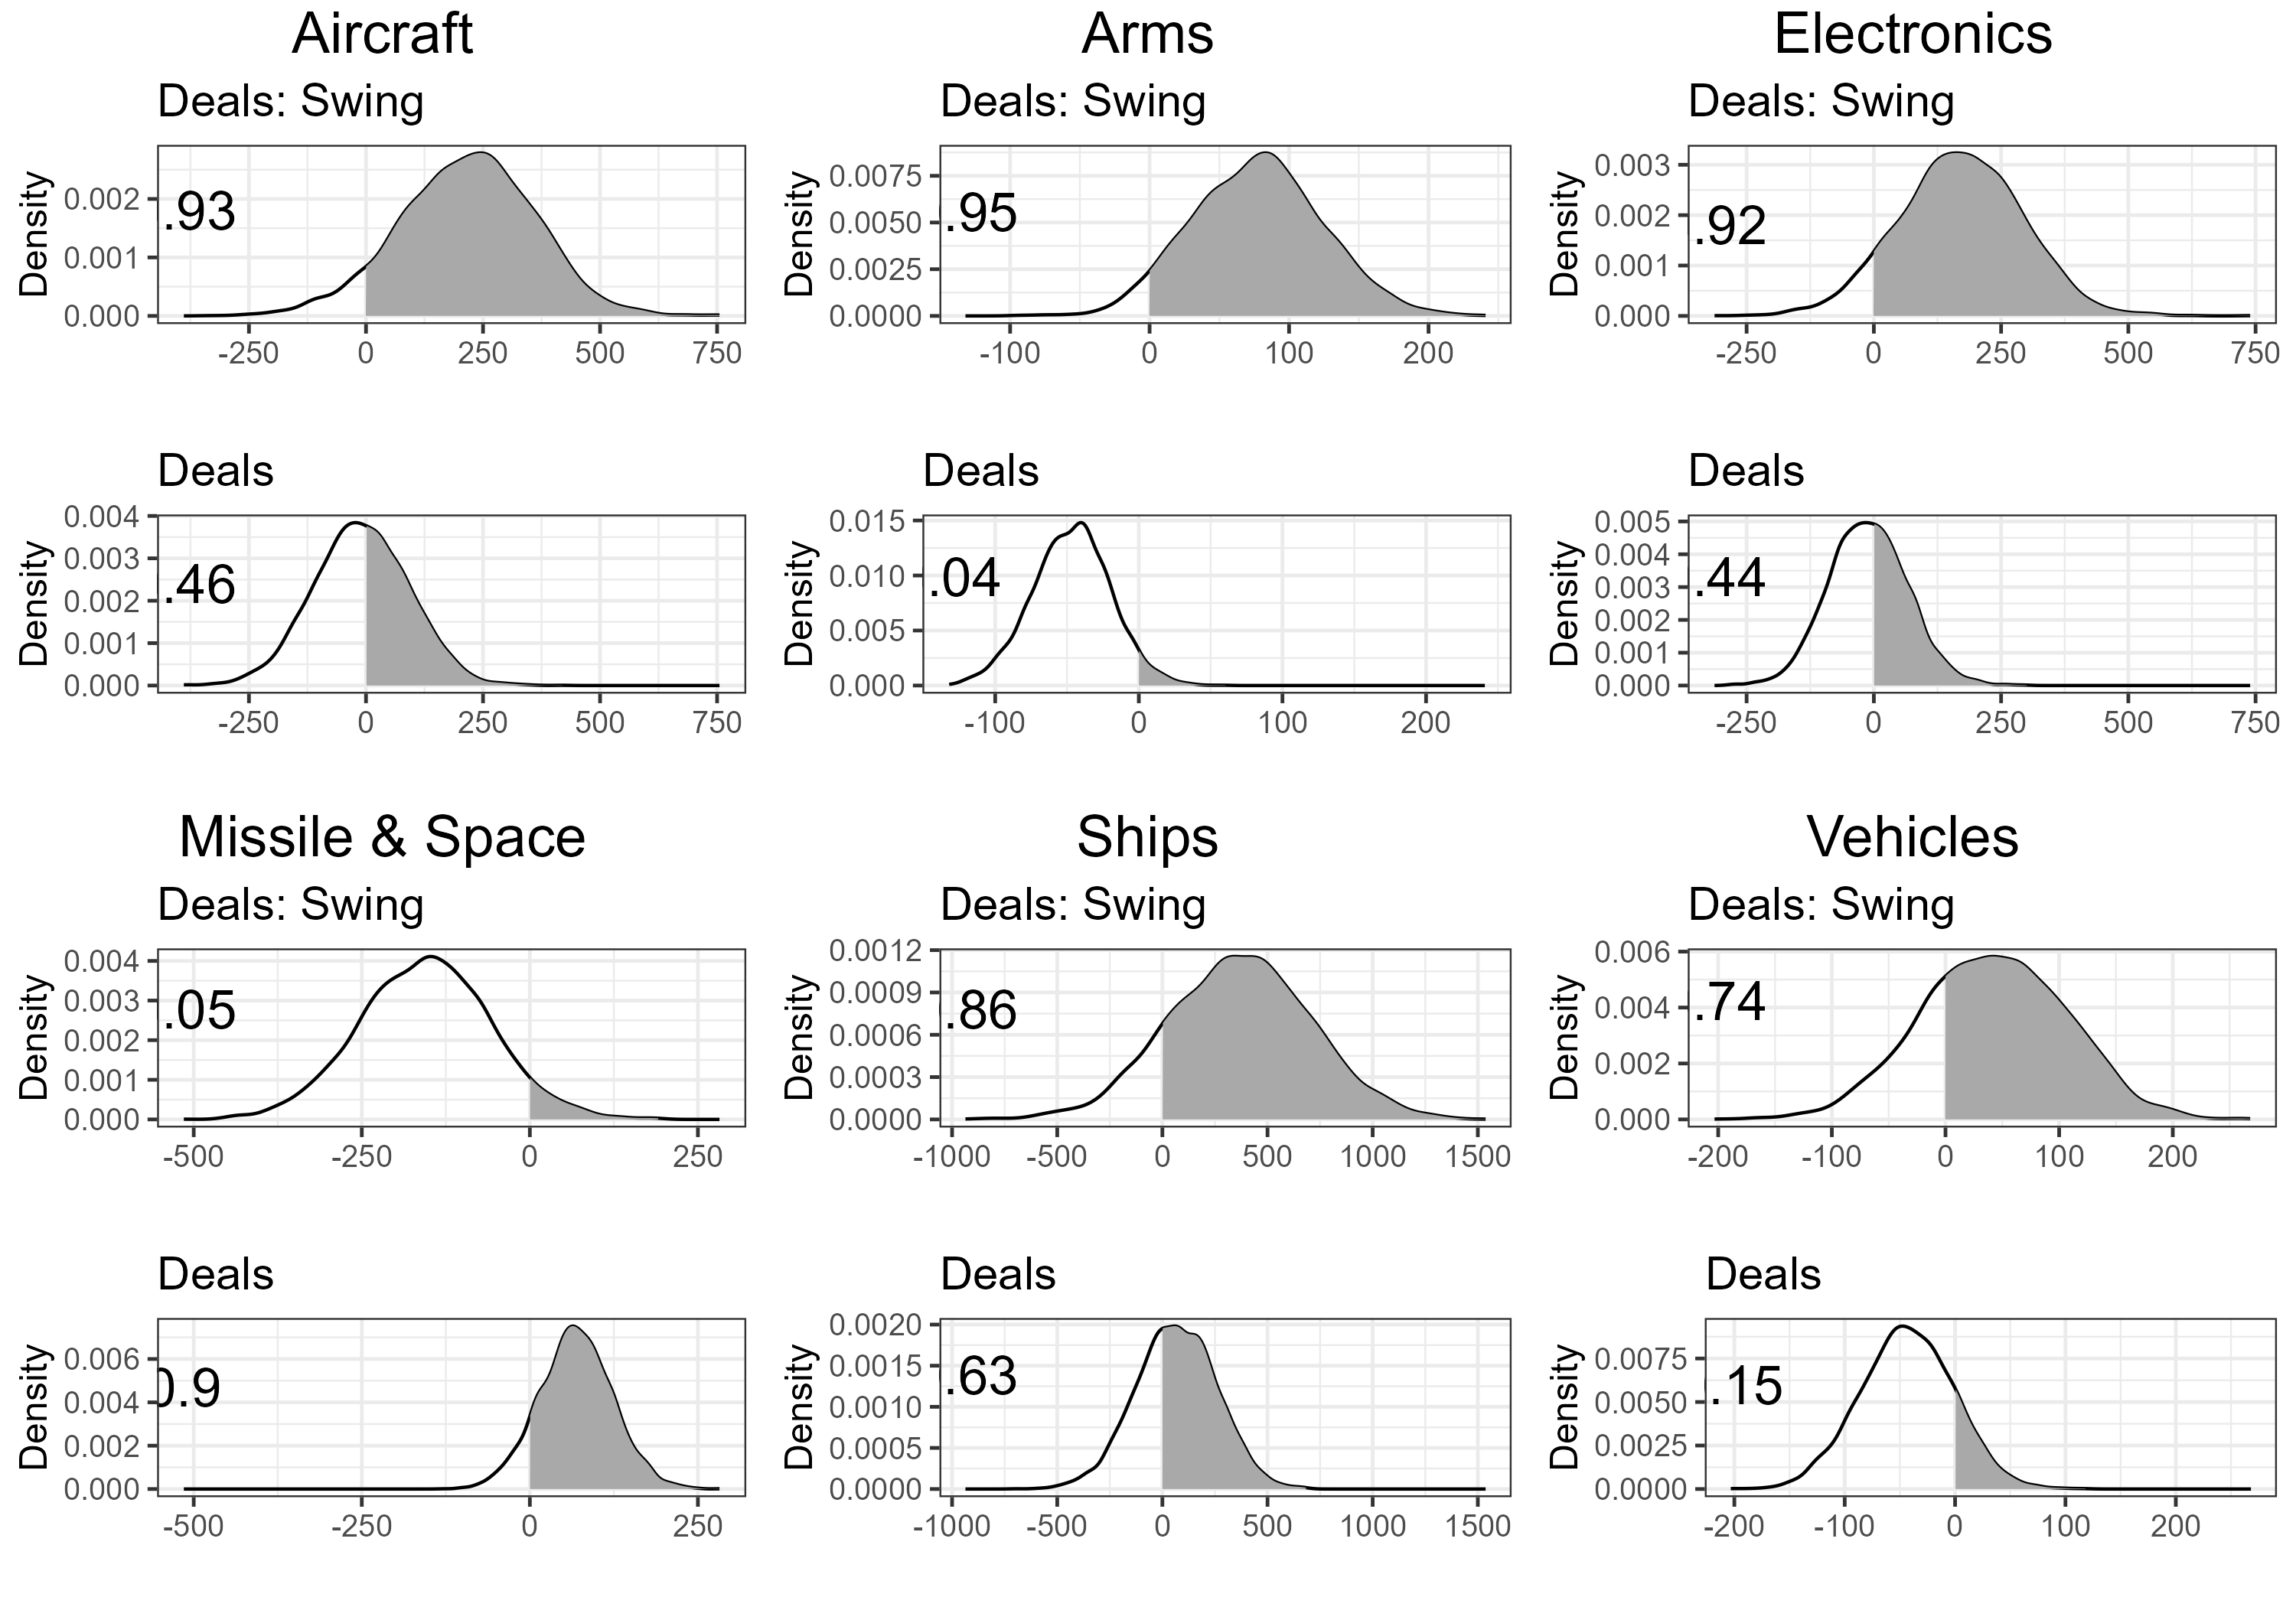 Aircraft
Arms
Electronics
Deals: Swing
Deals: Swing
Deals: Swing
Density
0.002
0.001
0.000
.93
-250 0 250 500 750
Density
0.0075
0.0050
0.0025
0.0000
.95
-100 0 100 200
Density
0.003
0.002
0.001
0.000
.92
-250 0 250 500 750
Deals
Deals
Deals
Density
0.004
0.003
0.002
0.001
0.000
.46
-250 0 250 500 750
Density
0.015
0.010
0.005
0.000
.04
-100 0 100 200
Density
0.005
0.004
0.003
0.002
0.001
0.000
.44
-250 0 250 500 750
Missile & Space
Ships
Vehicles
Deals: Swing
Deals: Swing
Deals: Swing
Density
0.004
0.003
0.002
0.001
0.000
.05
-500 -250 0 250
Density
0.0012
0.0009
0.0006
0.0003
0.0000
.86
-1000 -500 0 500 1000 1500
Density
0.006
0.004
0.002
0.000
.74
-200 -100 0 100 200
Deals
Deals
Deals
Density
0.006
0.004
0.002
0.000
0.9
-500 -250 0 250
Density
0.0020
0.0015
0.0010
0.0005
0.0000
.63
-1000 -500 0 500 1000 1500
Density
0.0075
0.0050
0.0025
0.0000
.15
-200 -100 0 100 200